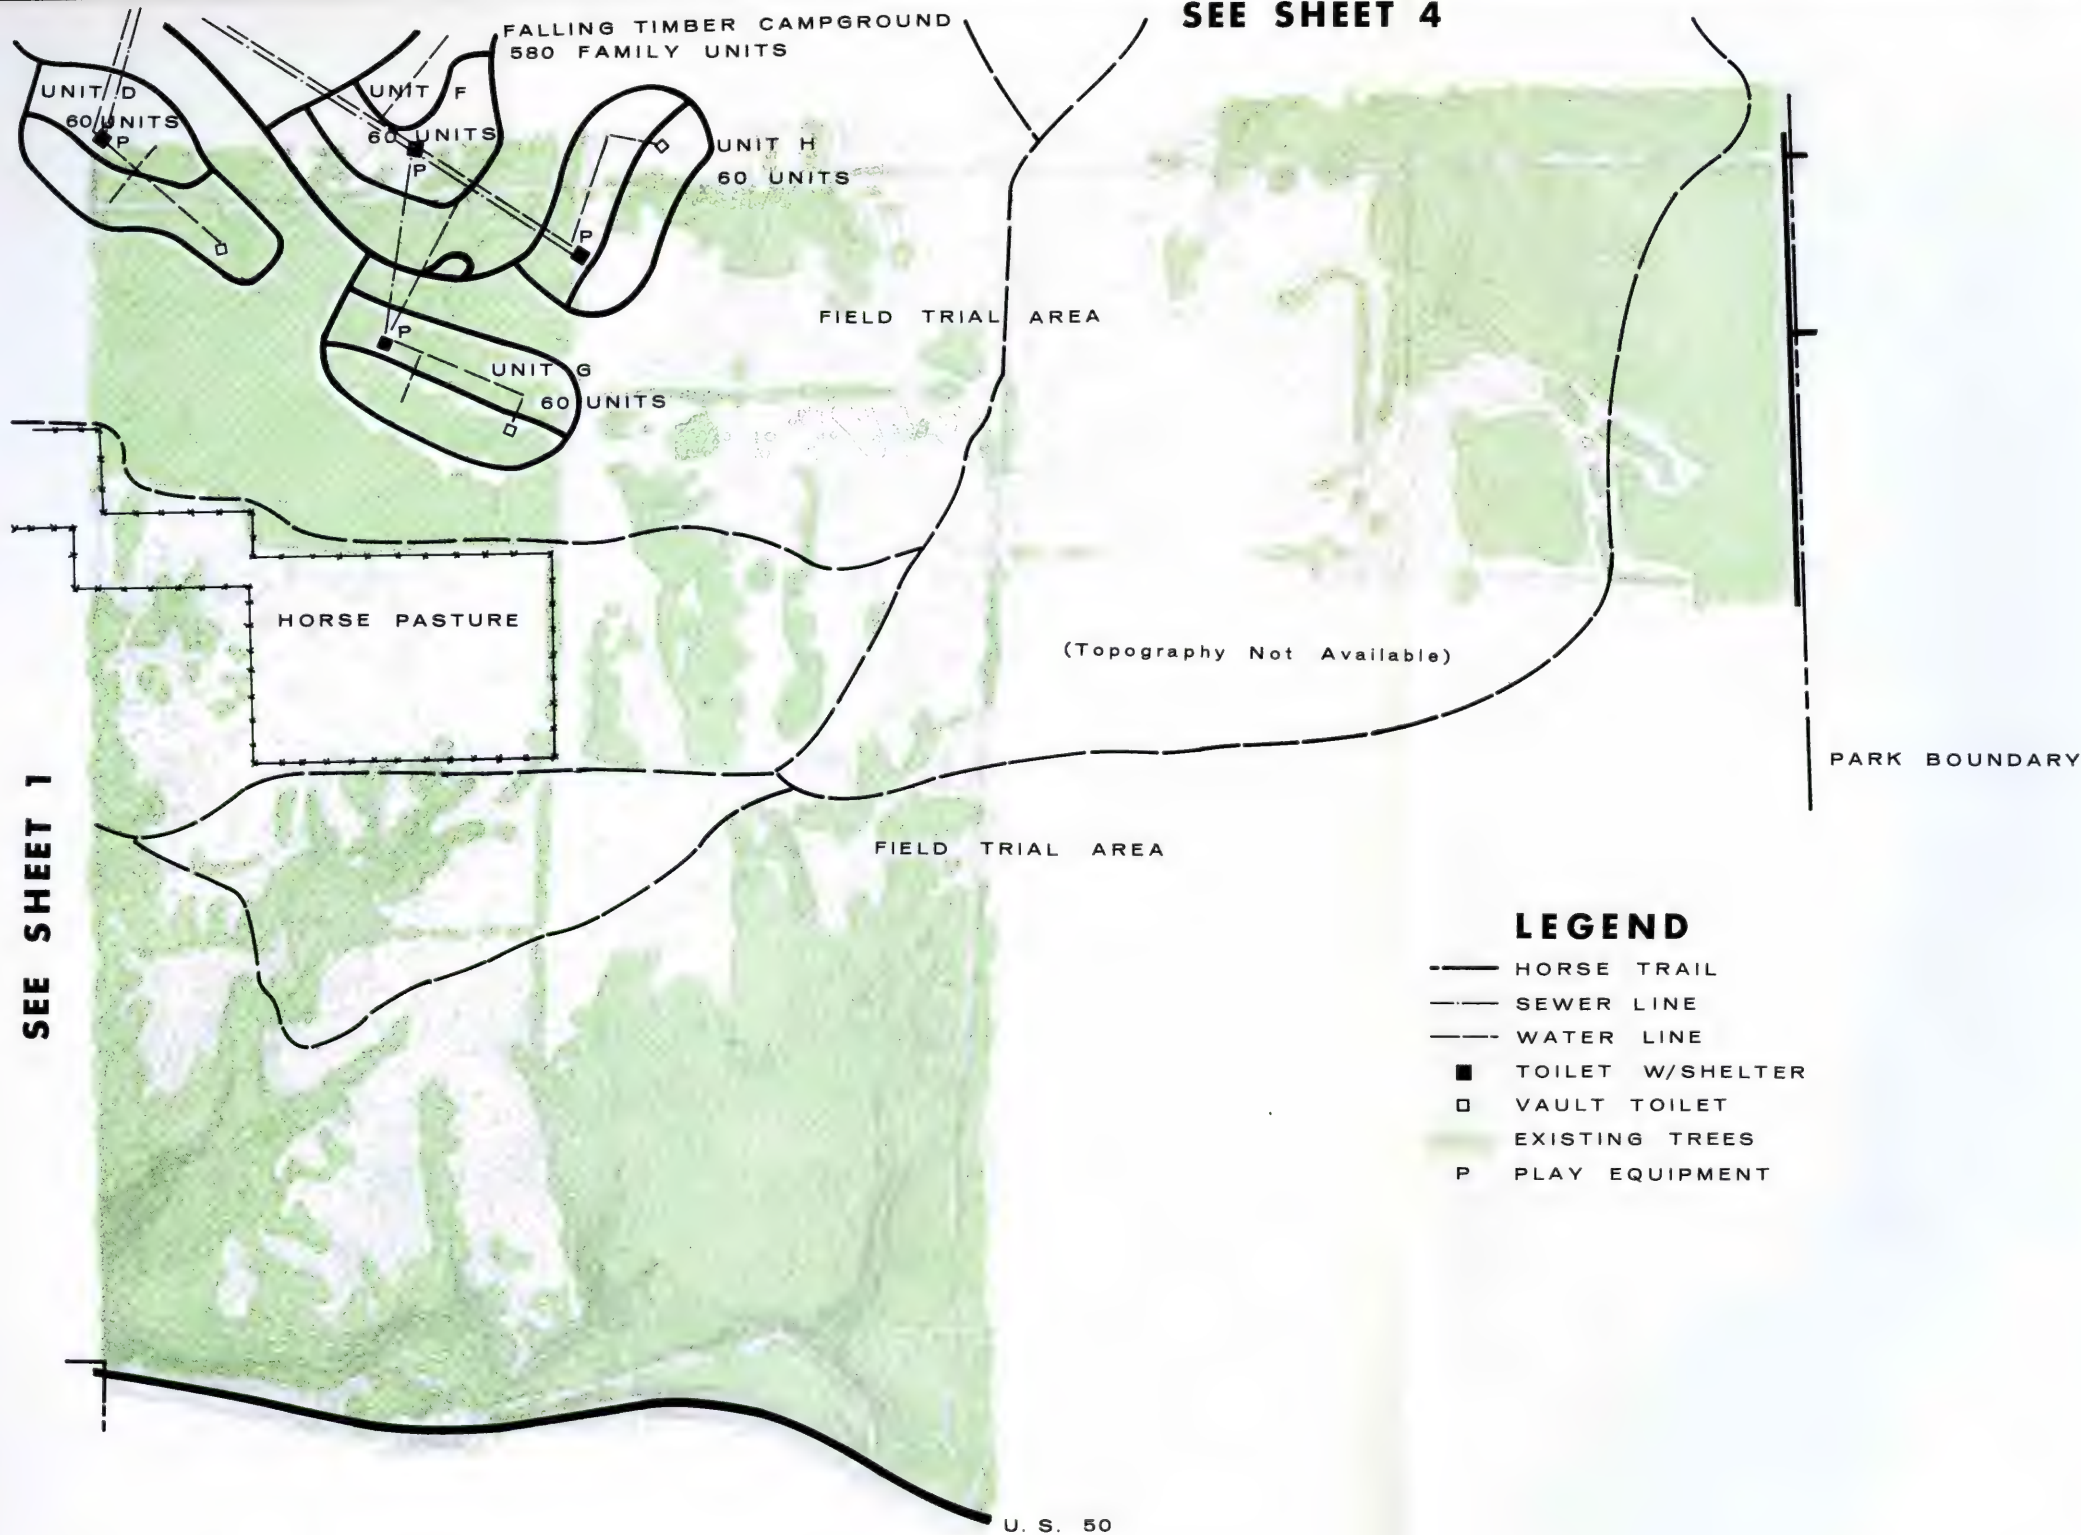 SEE SHEET 4
FALLING TIMBER CAMPGROUND
580 FAMILY UNITS
UNIT D
60 UNITS
P
UNIT F
60 UNITS
P
UNIT H
60 UNITS
P
FIELD TRIAL AREA
P
UNIT G
60 UNITS
HORSE PASTURE
(Topography Not Available)
PARK BOUNDARY
SEE SHEET 1
FIELD TRIAL AREA
LEGEND
HORSE TRAIL
SEWER LINE
WATER LINE
TOILET W/SHELTER
VAULT TOILET
EXISTING TREES
P PLAY EQUIPMENT
U. S. 50